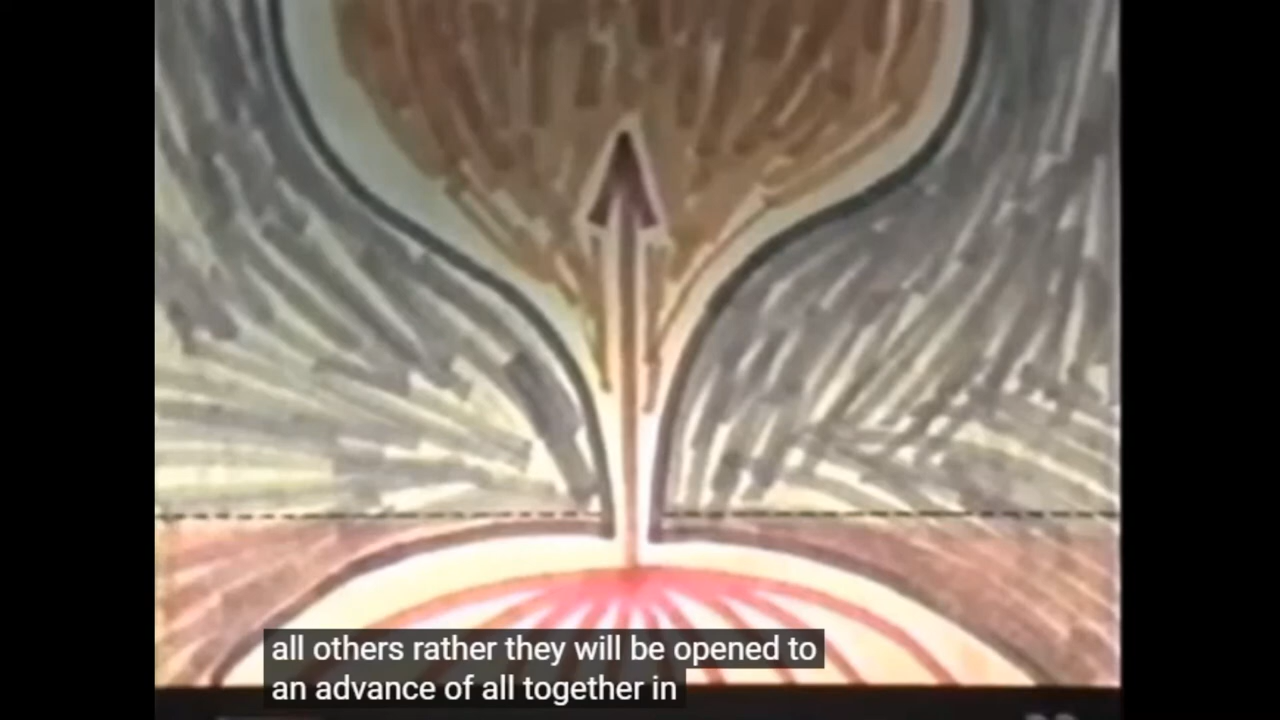 all others rather they will be opened to
an advance of all together in